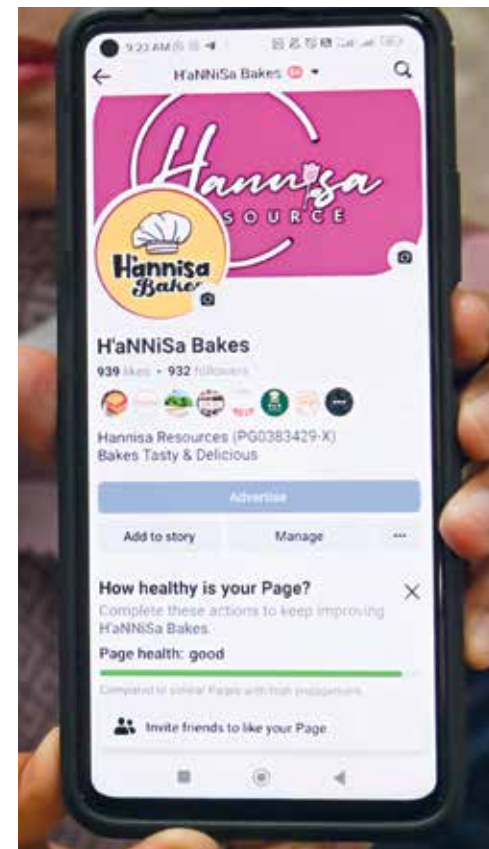 9:23 AM
H'aNNiSa Bakes
Hannisa
SOURCE
H'annisa
Bakes
H'aNNiSa Bakes
939 likes • 932 followers
Hannisa Resources (PG0383429-X)
Bakes Tasty & Delicious
Advertise
Add to story
Manage
How healthy is your Page?
Complete these actions to keep improving
H'aNNiSa Bakes.
Page health: good
Compared to similar Pages with high engagement.
Invite friends to like your Page